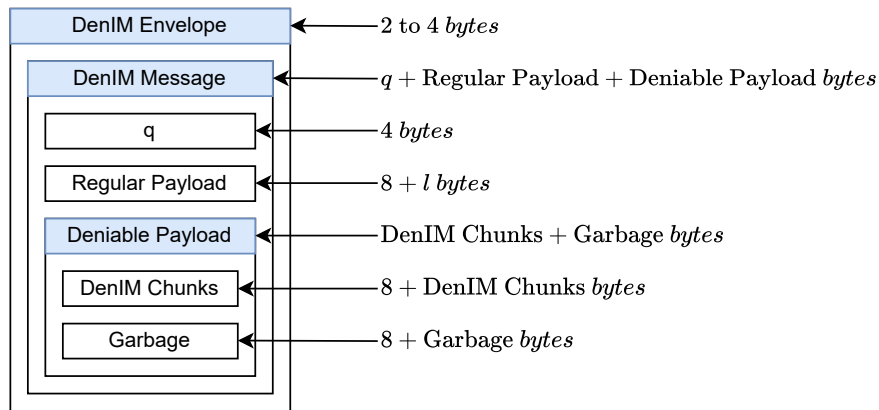 DenIM Envelope 2 to 4 bytes
DenIM Message q + Regular Payload + Deniable Payload bytes
q 4 bytes
Regular Payload 8 + l bytes
Deniable Payload DenIM Chunks + Garbage bytes
DenIM Chunks 8 + DenIM Chunks bytes
Garbage 8 + Garbage bytes